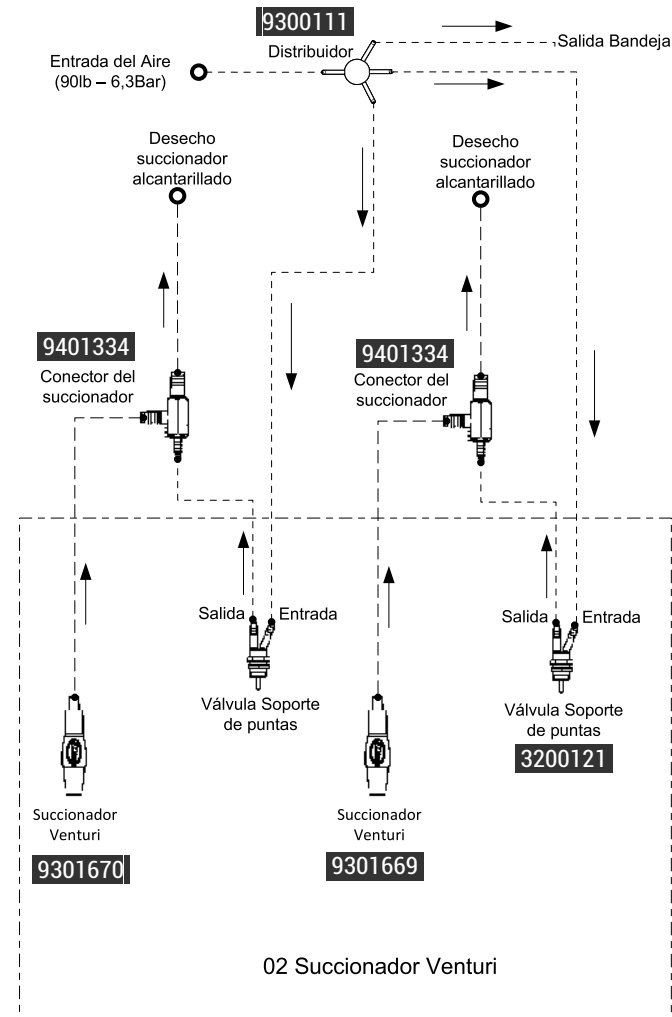 9300111
Distribuidor
Salida Bandeja
Entrada del Aire
(90lb – 6,3Bar)
Desecho
succionador
alcantarillado
Desecho
succionador
alcantarillado
9401334
Conector del
succionador
9401334
Conector del
succionador
Salida
Entrada
Salida
Entrada
Válvula Soporte
de puntas
Válvula Soporte
de puntas
3200121
Succionador
Venturi
9301670
Succionador
Venturi
9301669
02 Succionador Venturi